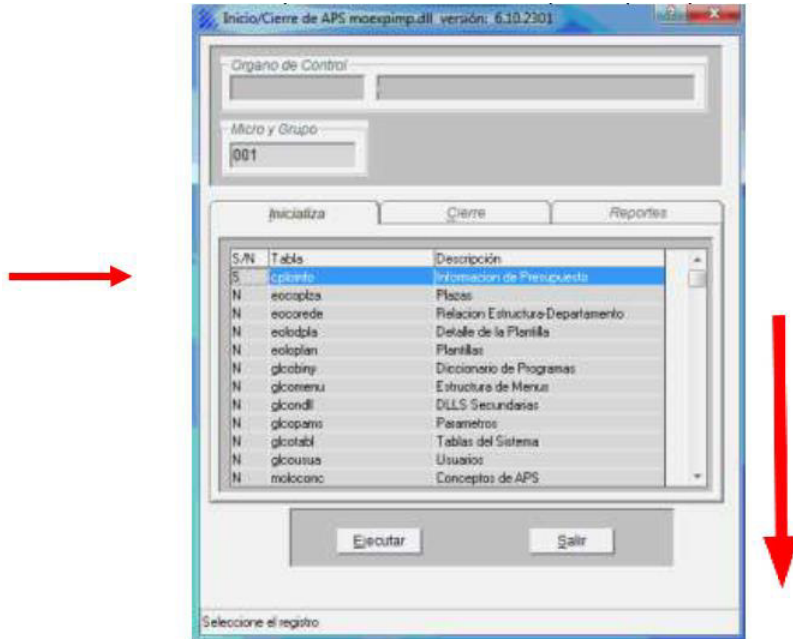 Inicio/Cierre de APS moexpimp.dll versión: 6.10.2301
Organo de Control
Micro y Grupo
001
Inicializa Cierre Reportes
S/N Tabla Descripción
S cploinfo Informacion de Presupuesto
N eocoplza Plazas
N eocorede Relacion Estructura-Departamento
N eolodpla Detalle de la Plantilla
N eoloplan Plantillas
N glcobiny Diccionario de Programas
N glcomenu Estructura de Menus
N glcondll DLLS Secundarias
N glcopams Parametros
N glcotabl Tablas del Sistema
N glcousua Usuarios
N moloconc Conceptos de APS
Ejecutar Salir
Seleccione el registro